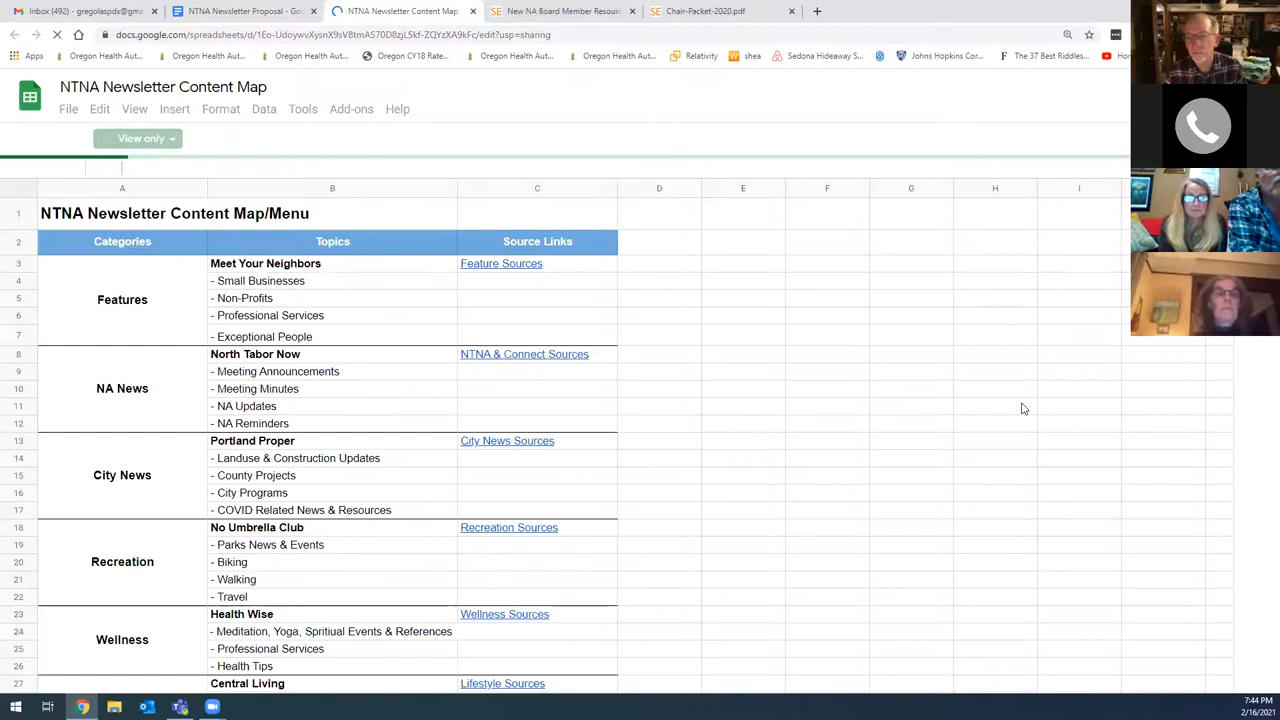 Inbox (492) - gregolaspdx@gma
NTNA Newsletter Proposal - Goo
NTNA Newsletter Content Map
New NA Board Member Resourc
Chair-Packet-2020.pdf
docs.google.com/spreadsheets/d/1Eo-UdoywvXysnX9sV8tmAS70D8zjL5kf-ZQYzXA9kFc/edit?usp=sharing
Apps
Oregon Health Aut...
Oregon Health Aut...
Oregon Health Aut...
Oregon's Female...
Oregon Health Aut...
Oregon Health Aut...
Relativity
shea
Sedona Hideaway S...
Johns Hopkins Cor...
The 37 Best Riddles...
Hom
NTNA Newsletter Content Map
File Edit View Insert Format Data Tools Add-ons Help
View only
A B C D E F G H I
1 NTNA Newsletter Content Map/Menu
2 Categories Topics Source Links
3 Meet Your Neighbors Feature Sources
4 - Small Businesses
Features
5 - Non-Profits
6 - Professional Services
7 - Exceptional People
8 North Tabor Now NTNA & Connect Sources
9 - Meeting Announcements
NA News
10 - Meeting Minutes
11 - NA Updates
12 - NA Reminders
13 Portland Proper City News Sources
14 - Landuse & Construction Updates
City News
15 - County Projects
16 - City Programs
17 - COVID Related News & Resources
18 No Umbrella Club Recreation Sources
19 - Parks News & Events
Recreation
20 - Biking
21 - Walking
22 - Travel
23 Health Wise Wellness Sources
24 - Meditation, Yoga, Spritiual Events & References
Wellness
25 - Professional Services
26 - Health Tips
27 Central Living Lifestyle Sources
7:44 PM
2/16/2021